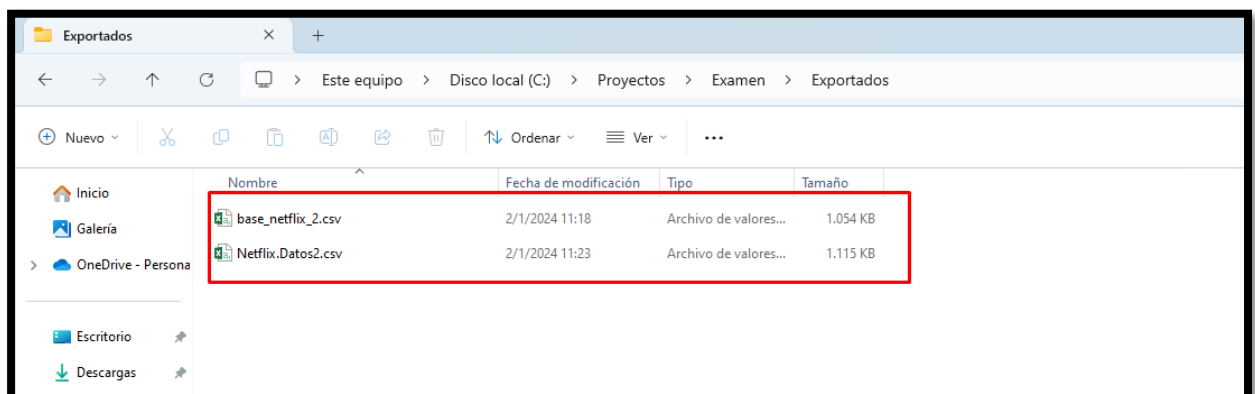 Exportados
Este equipo > Disco local (C:) > Proyectos > Examen > Exportados
Nuevo Ordenar Ver ...
Inicio
Galería
OneDrive - Persona
Escritorio
Descargas
Nombre Fecha de modificación Tipo Tamaño
base_netflix_2.csv 2/1/2024 11:18 Archivo de valores... 1.054 KB
Netflix.Datos2.csv 2/1/2024 11:23 Archivo de valores... 1.115 KB